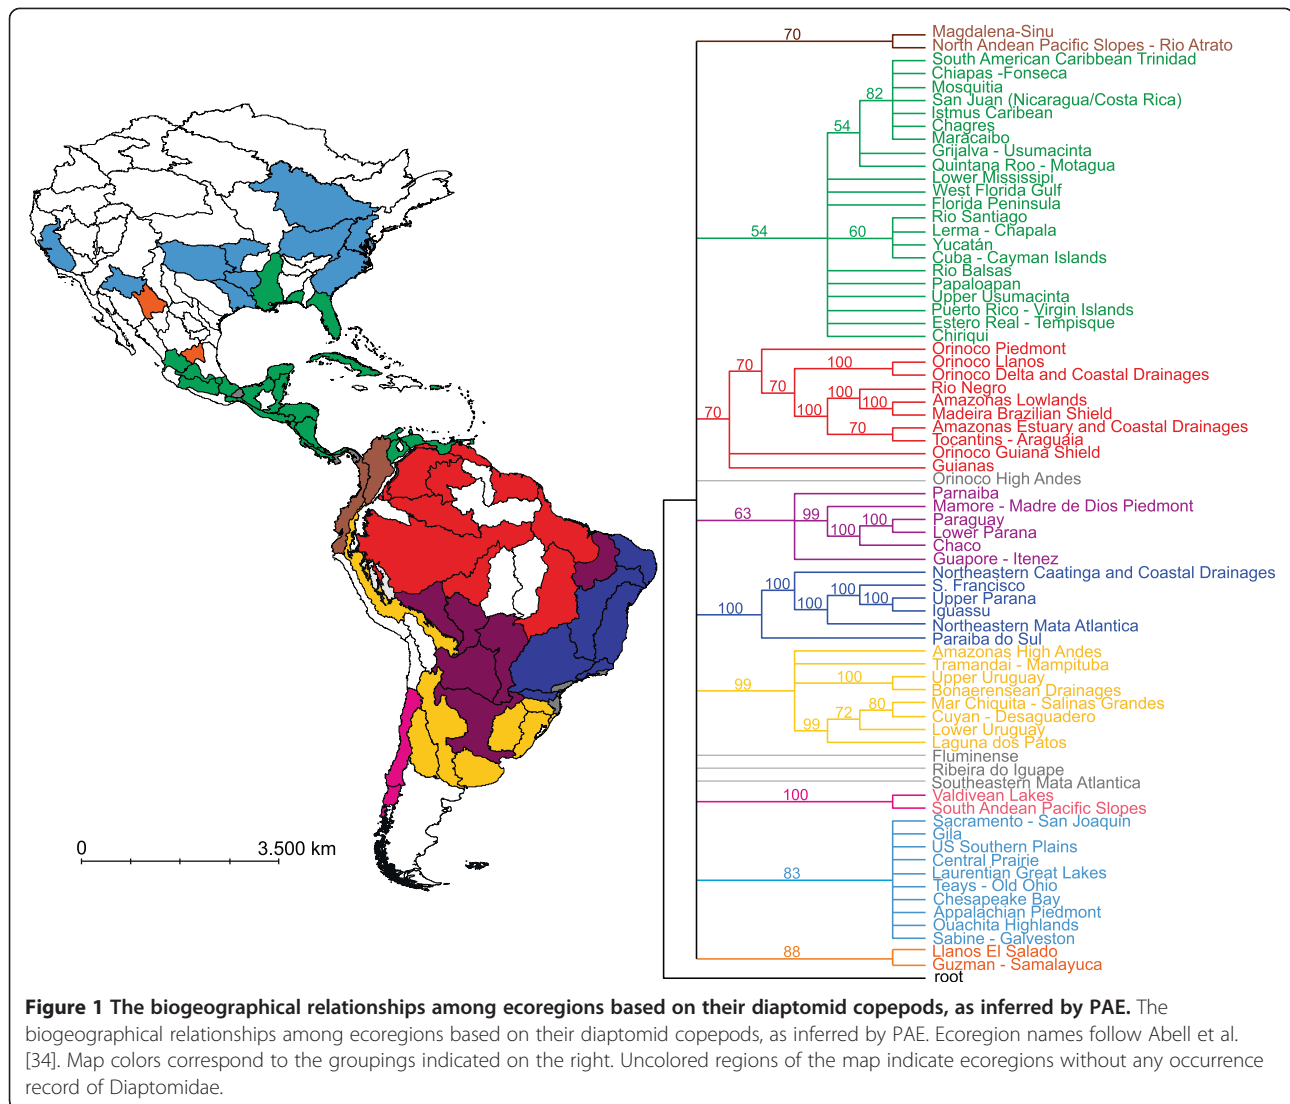 70
Magdalena-Sinu
North Andean Pacific Slopes - Rio Atrato
South American Caribbean Trinidad
Chiapas -Fonseca
Mosquitia
82
San Juan (Nicaragua/Costa Rica)
Istmus Caribean
Chagres
54
Maracaibo
Grijalva - Usumacinta
Quintana Roo - Motagua
Lower Mississipi
West Florida Gulf
Florida Peninsula
Rio Santiago
54
60
Lerma - Chapala
Yucatán
Cuba - Cayman Islands
Rio Balsas
Papaloapan
Upper Usumacinta
Puerto Rico - Virgin Islands
Estero Real - Tempisque
Chiriqui
Orinoco Piedmont
70
100
Orinoco Llanos
Orinoco Delta and Coastal Drainages
70
100
Rio Negro
100
Amazonas Lowlands
70
100
Madeira Brazilian Shield
70
Amazonas Estuary and Coastal Drainages
Tocantins - Araguaia
Orinoco Guiana Shield
Guianas
Orinoco High Andes
Parnaiba
63
99
Mamore - Madre de Dios Piedmont
100
Paraguay
100
Lower Parana
Chaco
Guapore - Itenez
Northeastern Caatinga and Coastal Drainages
100
100
S. Francisco
100
Upper Parana
100
100
Iguassu
Northeastern Mata Atlantica
Paraiba do Sul
Amazonas High Andes
Tramandai - Mampituba
99
100
Upper Uruguay
Bonaerensean Drainages
80
Mar Chiquita - Salinas Grandes
72
Cuyan - Desaguadero
99
Lower Uruguay
Laguna dos Patos
Fluminense
Ribeira do Iguape
Southeastern Mata Atlantica
100
Valdivean Lakes
South Andean Pacific Slopes
Sacramento - San Joaquin
Gila
US Southern Plains
Central Prairie
83
Laurentian Great Lakes
Teays - Old Ohio
Chesapeake Bay
Appalachian Piedmont
Ouachita Highlands
Sabine - Galveston
88
Llanos El Salado
Guzman - Samalayuca
root
0 3.500 km
Figure 1 The biogeographical relationships among ecoregions based on their diaptomid copepods, as inferred by PAE. The
biogeographical relationships among ecoregions based on their diaptomid copepods, as inferred by PAE. Ecoregion names follow Abell et al.
[34]. Map colors correspond to the groupings indicated on the right. Uncolored regions of the map indicate ecoregions without any occurrence
record of Diaptomidae.